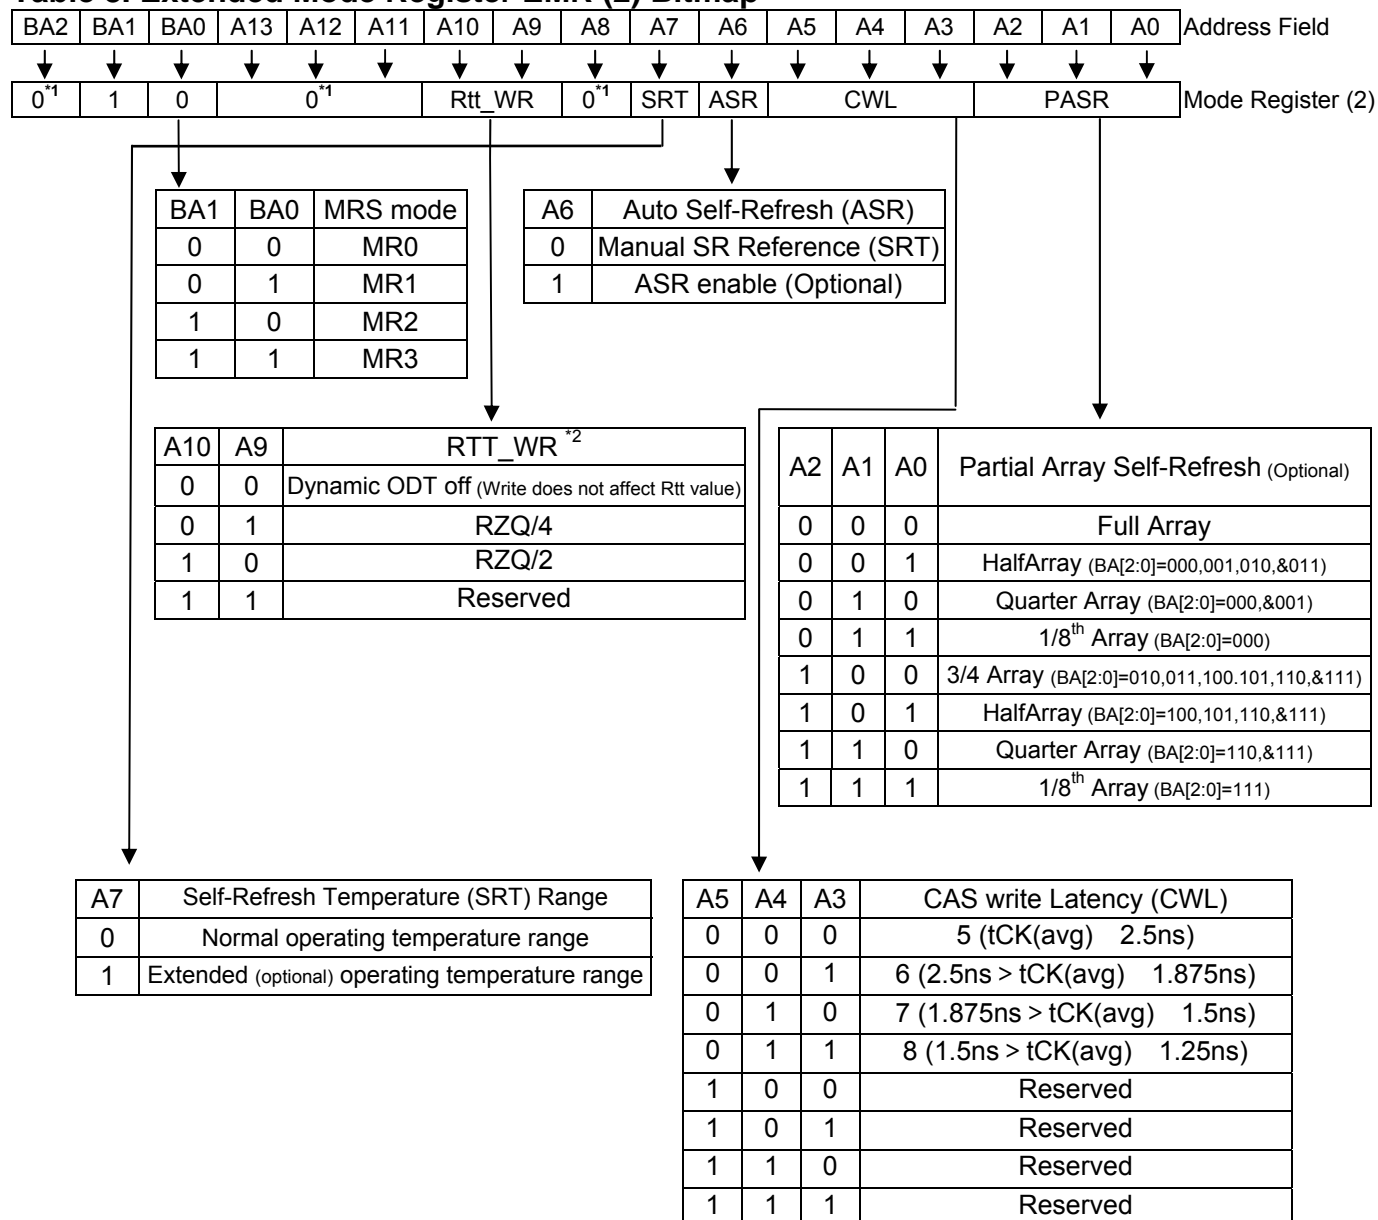 Table 8. Extended Mode Register EMR (2) Bitmap
BA2 BA1 BA0 A13 A12 A11 A10 A9 A8 A7 A6 A5 A4 A3 A2 A1 A0 Address Field
0*1 1 0 0*1 Rtt_WR 0*1 SRT ASR CWL PASR Mode Register (2)
BA1 BA0 MRS mode
0 0 MR0
0 1 MR1
1 0 MR2
1 1 MR3
A6 Auto Self-Refresh (ASR)
0 Manual SR Reference (SRT)
1 ASR enable (Optional)
A10 A9 RTT_WR *2
0 0 Dynamic ODT off (Write does not affect Rtt value)
0 1 RZQ/4
1 0 RZQ/2
1 1 Reserved
A2 A1 A0 Partial Array Self-Refresh (Optional)
0 0 0 Full Array
0 0 1 HalfArray (BA[2:0]=000,001,010,&011)
0 1 0 Quarter Array (BA[2:0]=000,&001)
0 1 1 1/8th Array (BA[2:0]=000)
1 0 0 3/4 Array (BA[2:0]=010,011,100.101,110,&111)
1 0 1 HalfArray (BA[2:0]=100,101,110,&111)
1 1 0 Quarter Array (BA[2:0]=110,&111)
1 1 1 1/8th Array (BA[2:0]=111)
A7 Self-Refresh Temperature (SRT) Range
0 Normal operating temperature range
1 Extended (optional) operating temperature range
A5 A4 A3 CAS write Latency (CWL)
0 0 0 5 (tCK(avg) 2.5ns)
0 0 1 6 (2.5ns > tCK(avg) 1.875ns)
0 1 0 7 (1.875ns > tCK(avg) 1.5ns)
0 1 1 8 (1.5ns > tCK(avg) 1.25ns)
1 0 0 Reserved
1 0 1 Reserved
1 1 0 Reserved
1 1 1 Reserved